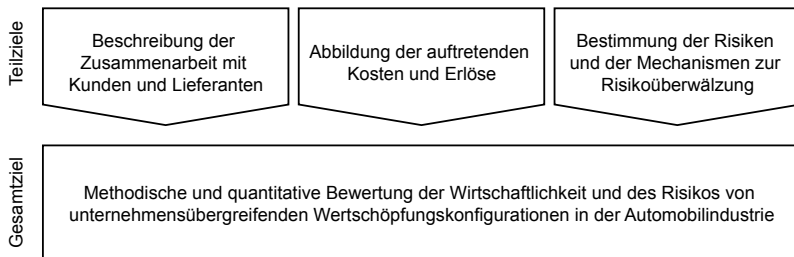 Teilziele
Beschreibung der
Zusammenarbeit mit
Kunden und Lieferanten
Abbildung der auftretenden
Kosten und Erlöse
Bestimmung der Risiken
und der Mechanismen zur
Risikoüberwälzung
Gesamtziel
Methodische und quantitative Bewertung der Wirtschaftlichkeit und des Risikos von
unternehmensübergreifenden Wertschöpfungskonfigurationen in der Automobilindustrie